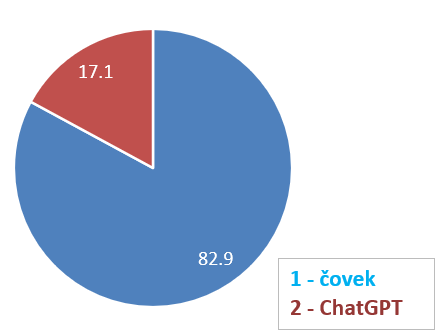 17.1
82.9
1 - čovek
2 - ChatGPT